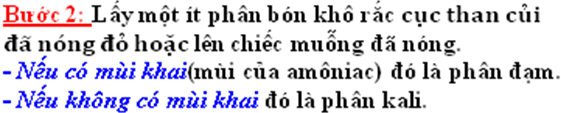 Bước 2: Lấy một ít phân bón khô rắc cục than củi
đã nóng đỏ hoặc lên chiếc muỗng đã nóng.
- Nếu có mùi khai(mùi của amôniac) đó là phân đạm.
- Nếu không có mùi khai đó là phân kali.